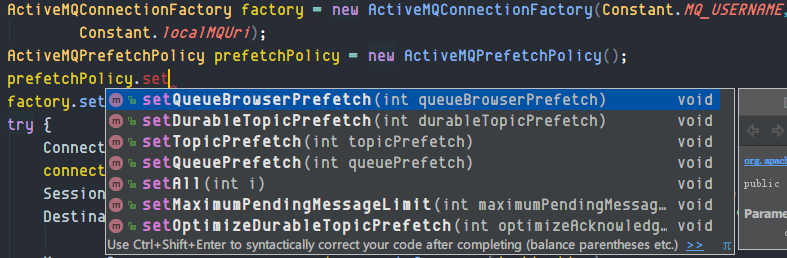 ActiveMQConnectionFactory factory = new ActiveMQConnectionFactory(Constant.MQ_USERNAME,
Constant.localMQUri);
ActiveMQPrefetchPolicy prefetchPolicy = new ActiveMQPrefetchPolicy();
prefetchPolicy.set
factory.set
try {
Connect
connect
Session
Destina
m setQueueBrowserPrefetch(int queueBrowserPrefetch) void
m setDurableTopicPrefetch(int durableTopicPrefetch) void
m setTopicPrefetch(int topicPrefetch) void
m setQueuePrefetch(int queuePrefetch) void
m setAll(int i) void
m setMaximumPendingMessageLimit(int maximumPendingMessag… void
m setOptimizeDurableTopicPrefetch(int optimizeAcknowledg… void
Use Ctrl+Shift+Enter to syntactically correct your code after completing (balance parentheses etc.) >> π
org.apach
public
Parame